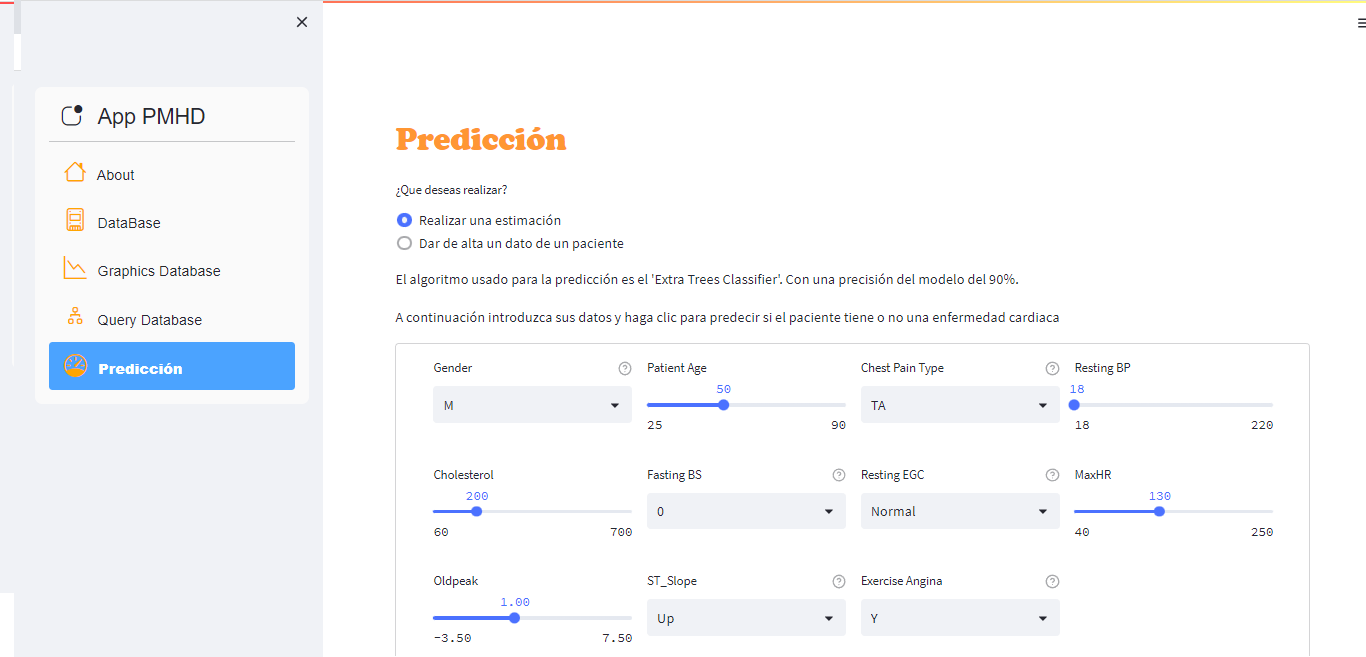 App PMHD
About
DataBase
Graphics Database
Query Database
Predicción
Predicción
¿Que deseas realizar?
Realizar una estimación
Dar de alta un dato de un paciente
El algoritmo usado para la predicción es el 'Extra Trees Classifier'. Con una precisión del modelo del 90%.
A continuación introduzca sus datos y haga clic para predecir si el paciente tiene o no una enfermedad cardiaca
Gender ? Patient Age Chest Pain Type ? Resting BP
50 18
M TA
25 90 18 220
Cholesterol Fasting BS ? Resting EGC ? MaxHR
200 130
0 Normal
60 700 40 250
Oldpeak ST_Slope ? Exercise Angina ?
1.00
Up Y
-3.50 7.50